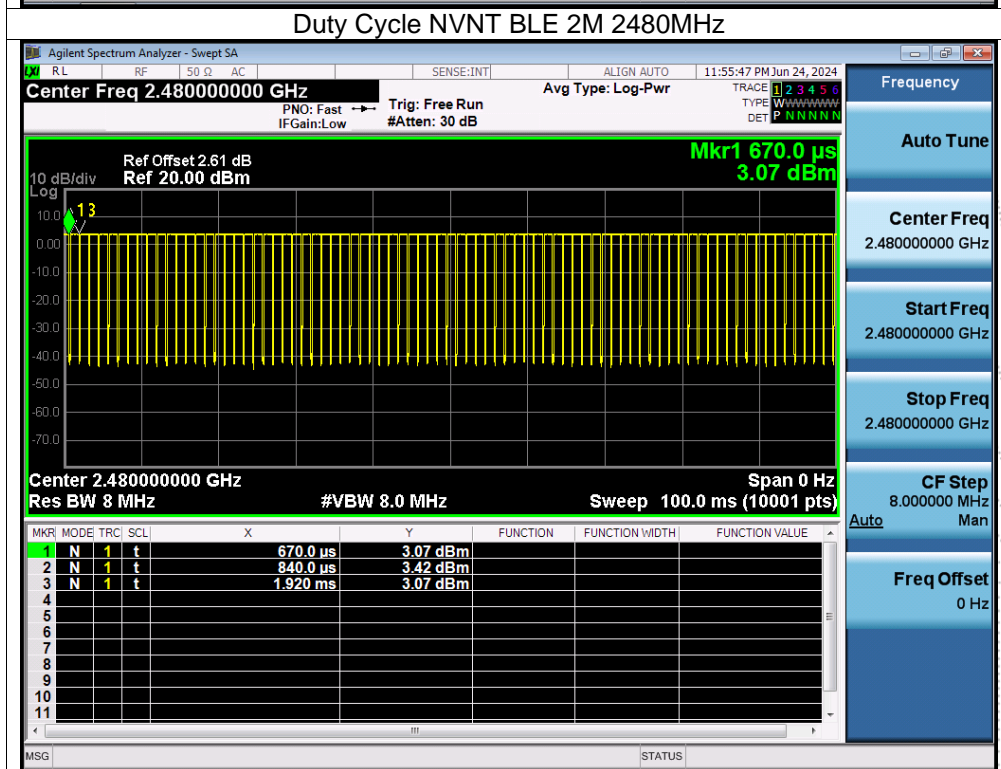 Duty Cycle NVNT BLE 2M 2480MHz
Agilent Spectrum Analyzer - Swept SA
LXI RL RF 50 Ω AC SENSE:INT ALIGN AUTO 11:55:47 PM Jun 24, 2024
Center Freq 2.480000000 GHz
PNO: Fast
IFGain:Low
Trig: Free Run
#Atten: 30 dB
Avg Type: Log-Pwr
TRACE 1 2 3 4 5 6
TYPE WWWWWWW
DET P N N N N N
Frequency
Mkr1 670.0 µs
3.07 dBm
Ref Offset 2.61 dB
10 dB/div Ref 20.00 dBm
Log
10.0
0.00
-10.0
-20.0
-30.0
-40.0
-50.0
-60.0
-70.0
1 3
Center 2.480000000 GHz Span 0 Hz
Res BW 8 MHz #VBW 8.0 MHz Sweep 100.0 ms (10001 pts)
MKR MODE TRC SCL X Y FUNCTION FUNCTION WIDTH FUNCTION VALUE
1 N 1 t 670.0 µs 3.07 dBm
2 N 1 t 840.0 µs 3.42 dBm
3 N 1 t 1.920 ms 3.07 dBm
4
5
6
7
8
9
10
11
Auto Tune
Center Freq
2.480000000 GHz
Start Freq
2.480000000 GHz
Stop Freq
2.480000000 GHz
CF Step
8.000000 MHz
Auto Man
Freq Offset
0 Hz
MSG STATUS